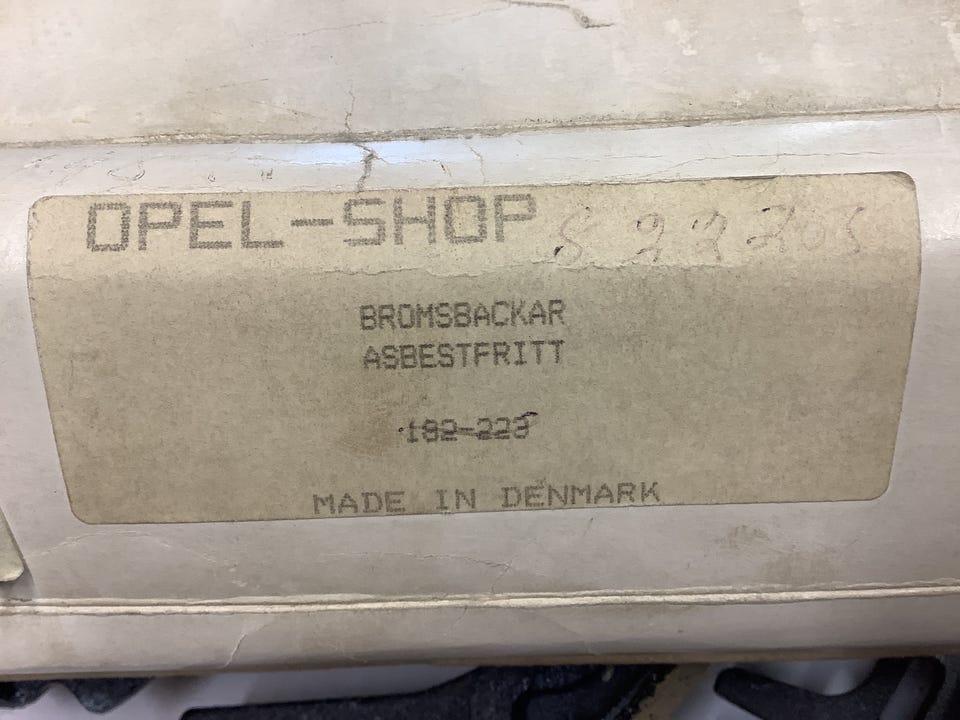 OPEL-SHOP
BROMSBACKAR
ASBESTFRITT
182-223
MADE IN DENMARK